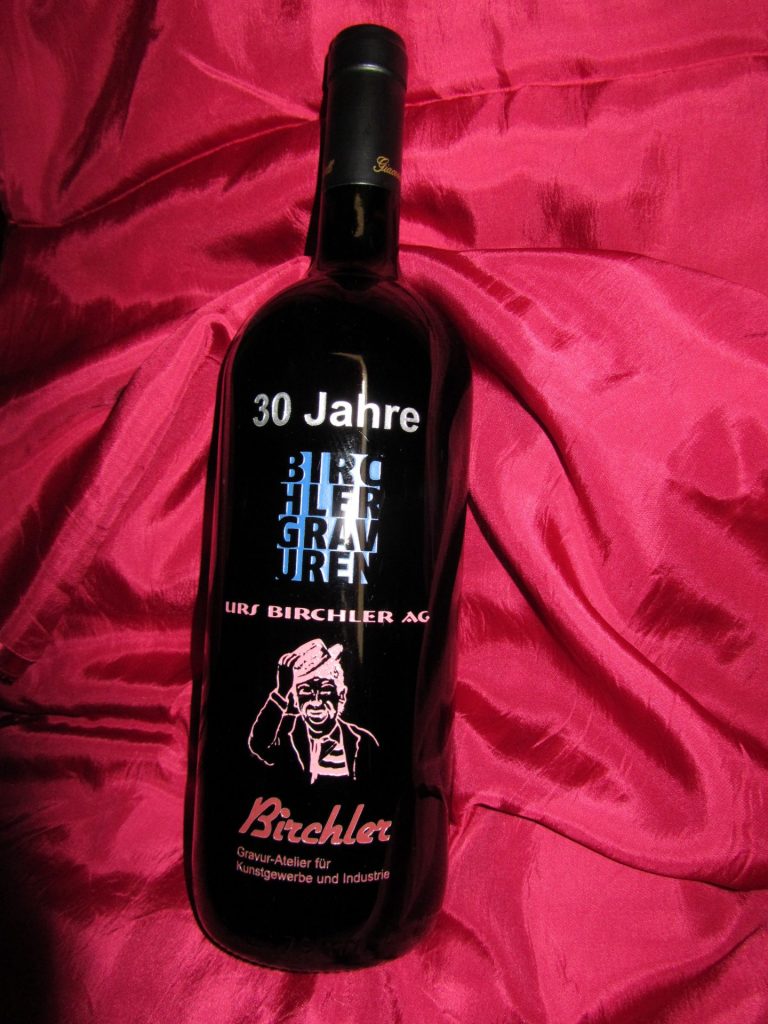 30 Jahre
BIRC
HLER
GRAV
UREN
URS BIRCHLER AG
Birchler
Gravur-Atelier für
Kunstgewerbe und Industrie